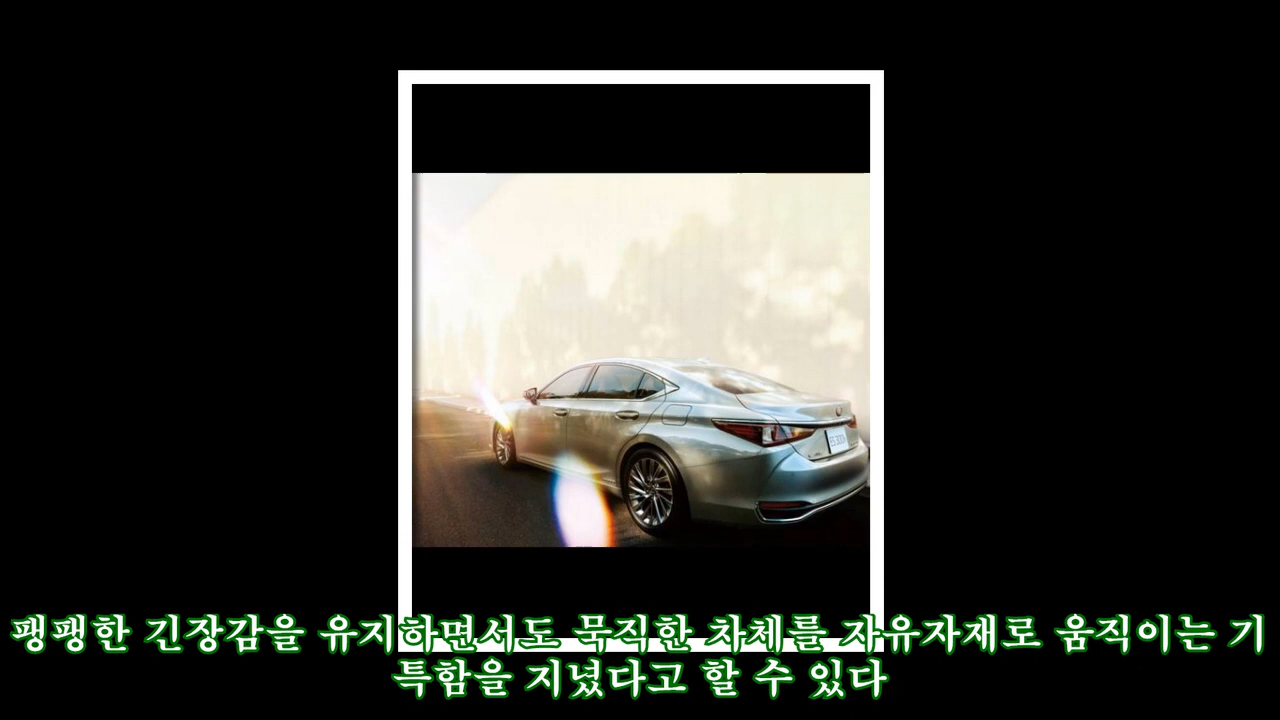 팽팽한 긴장감을 유지하면서도 묵직한 차체를 자유자재로 움직이는 기
특함을 지녔다고 할 수 있다